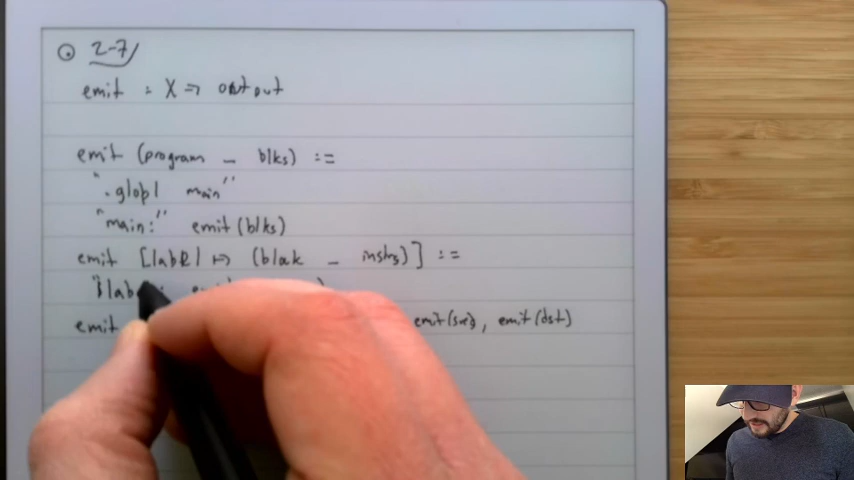 2-7/
emit : X => output
emit (program _ blks) :=
".globl main"
"main:" emit(blks)
emit [label ↦ (block _ instrs)] :=
emit emit(src), emit(dst)